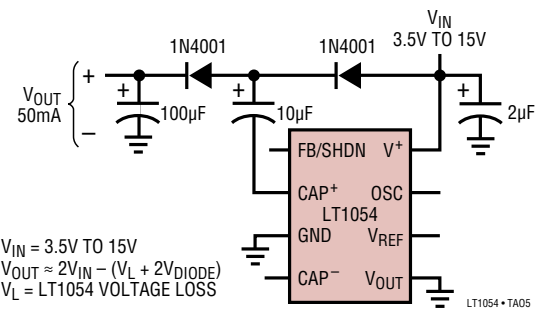 V_IN
3.5V TO 15V
1N4001
1N4001
V_OUT
50mA
+
–
+
100µF
+
10µF
+
2µF
FB/SHDN
V+
CAP+
OSC
LT1054
GND
V_REF
CAP–
V_OUT
V_IN = 3.5V TO 15V
V_OUT ≈ 2V_IN – (V_L + 2V_DIODE)
V_L = LT1054 VOLTAGE LOSS
LT1054 • TA05